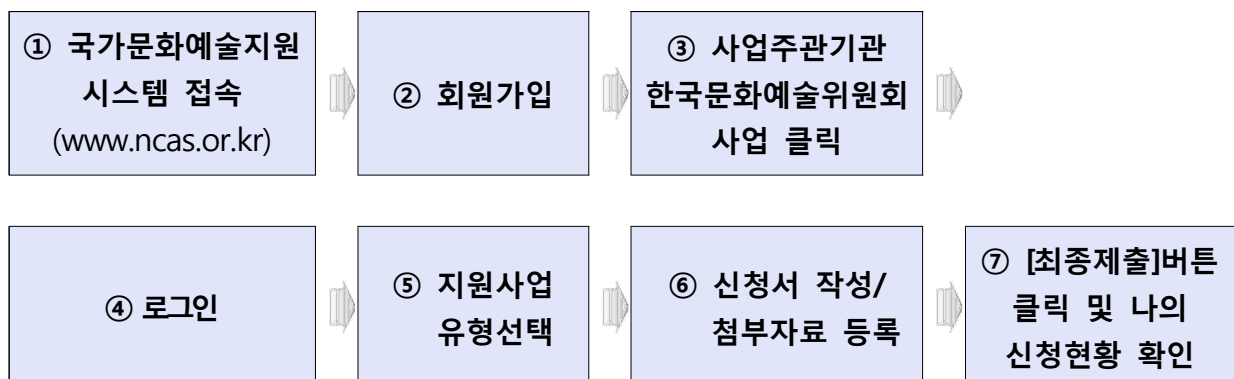 ① 국가문화예술지원
시스템 접속
(www.ncas.or.kr)
② 회원가입
③ 사업주관기관
한국문화예술위원회
사업 클릭
④ 로그인
⑤ 지원사업
유형선택
⑥ 신청서 작성/
첨부자료 등록
⑦ [최종제출]버튼
클릭 및 나의
신청현황 확인